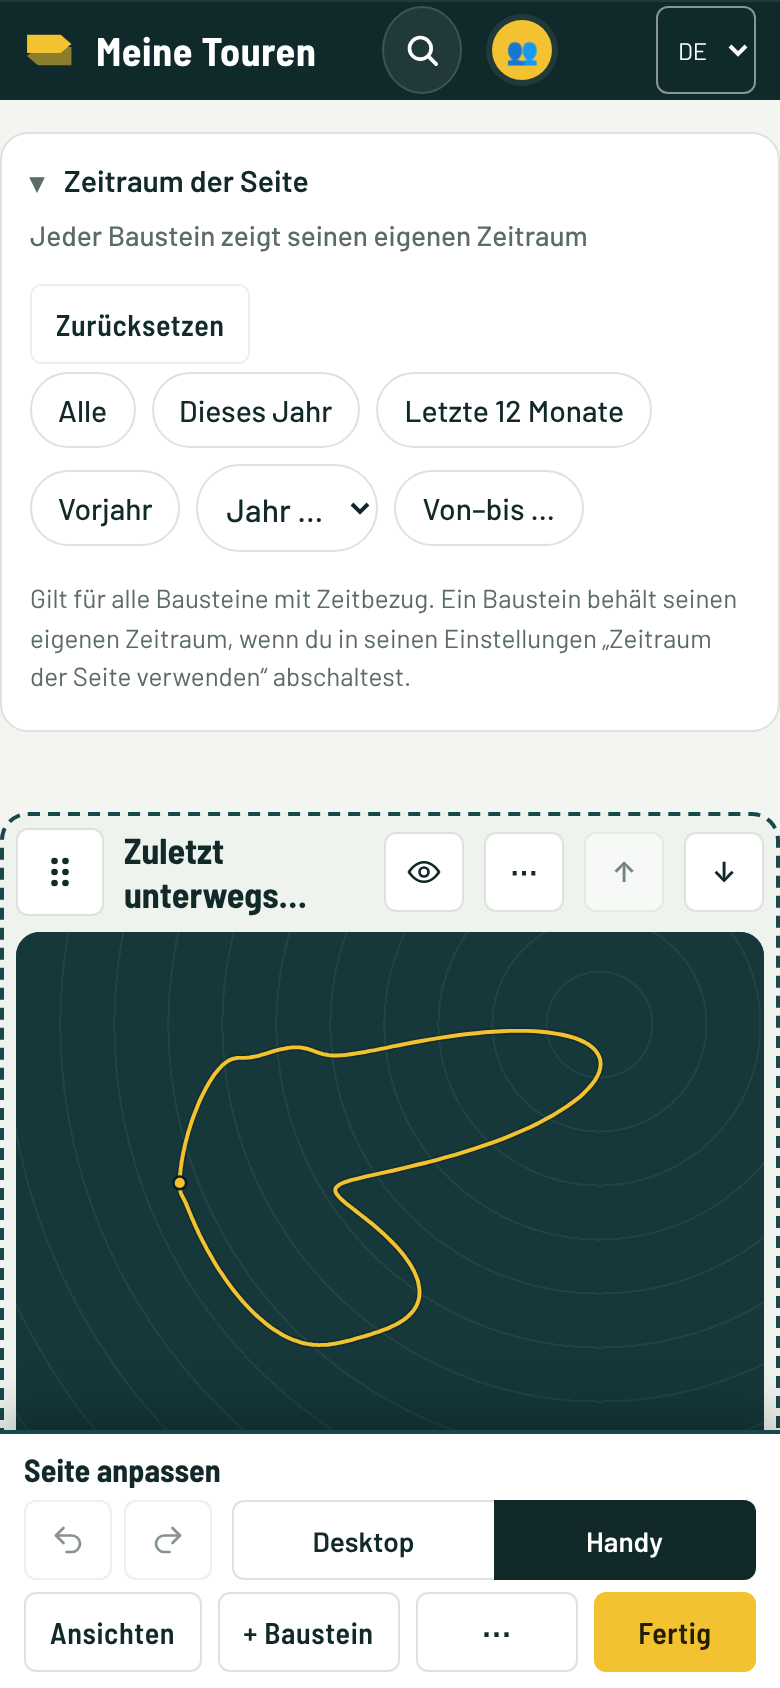 Meine Touren
DE
Zeitraum der Seite
Jeder Baustein zeigt seinen eigenen Zeitraum
Zurücksetzen
Alle
Dieses Jahr
Letzte 12 Monate
Vorjahr
Jahr ...
Von–bis ...
Gilt für alle Bausteine mit Zeitbezug. Ein Baustein behält seinen
eigenen Zeitraum, wenn du in seinen Einstellungen „Zeitraum
der Seite verwenden“ abschaltest.
Zuletzt
unterwegs...
...
Seite anpassen
Desktop
Handy
Ansichten
+ Baustein
...
Fertig